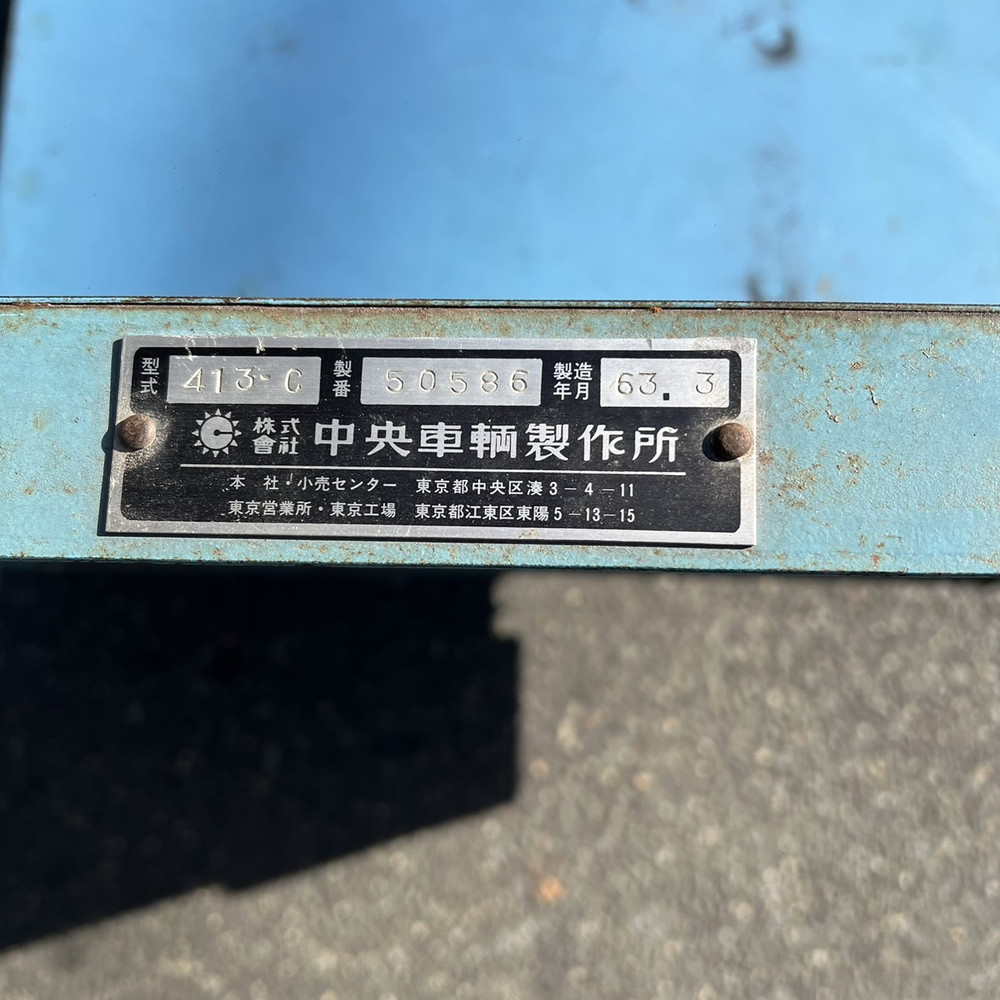 型式 413-C 製番 50586 製造年月 63.3
株式會社 中央車輌製作所
本社・小売センター 東京都中央区湊3-4-11
東京営業所・東京工場 東京都江東区東陽5-13-15